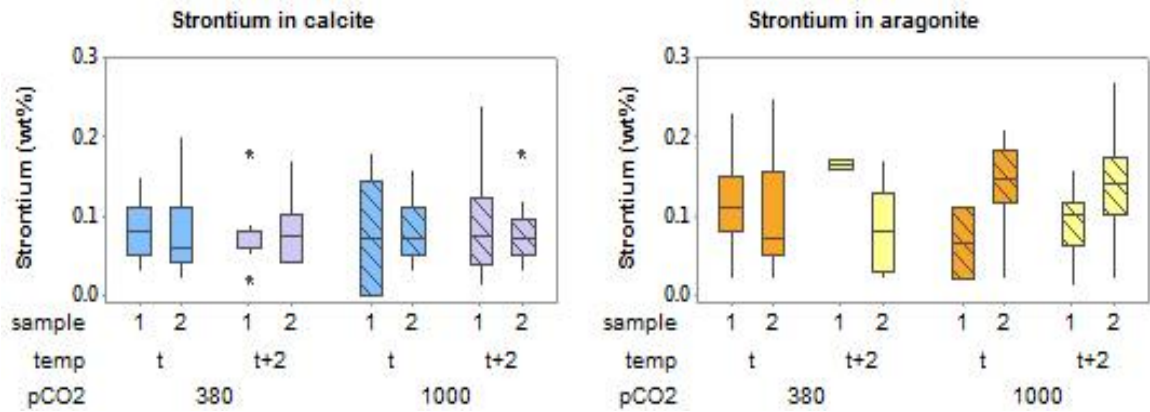 Strontium in calcite
Strontium (wt%)
0.3
0.2
0.1
0.0
sample 1 2 1 2 1 2 1 2
temp t t+2 t t+2
pCO2 380 1000
Strontium in aragonite
Strontium (wt%)
0.3
0.2
0.1
0.0
sample 1 2 1 2 1 2 1 2
temp t t+2 t t+2
pCO2 380 1000